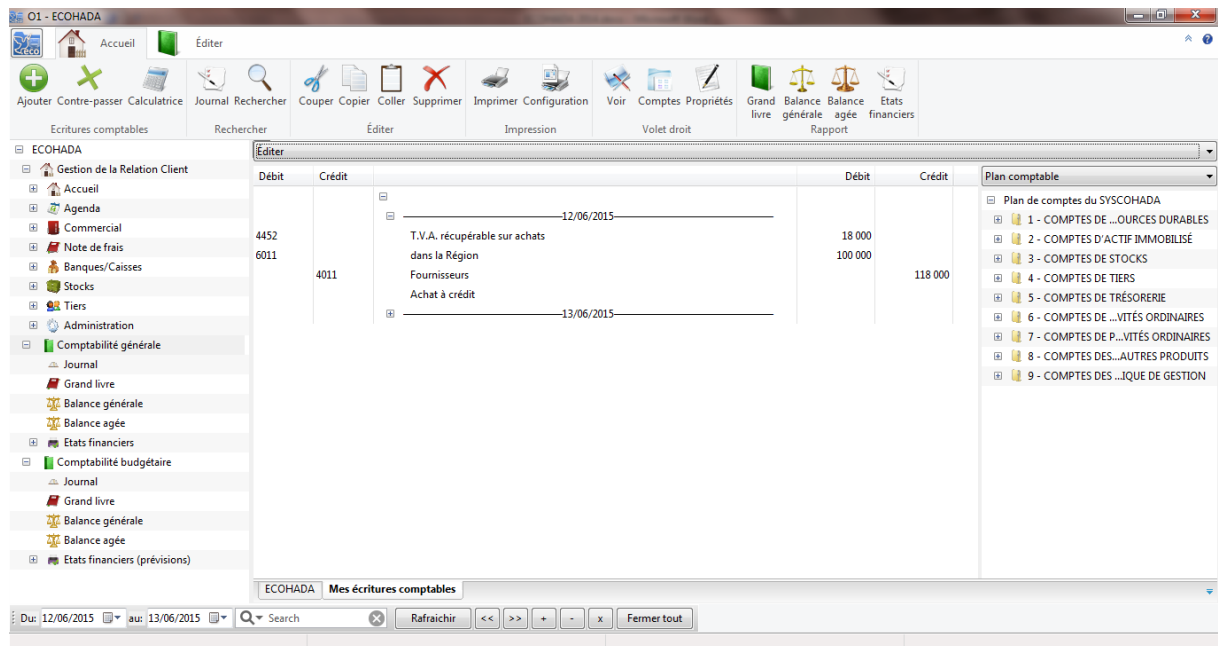 O1 - ECOHADA
eco
Accueil
Éditer
Ajouter Contre-passer Calculatrice Journal Rechercher Couper Copier Coller Supprimer Imprimer Configuration Voir Comptes Propriétés Grand livre Balance générale Balance agée Etats financiers
Ecritures comptables Rechercher Éditer Impression Volet droit Rapport
ECOHADA
Gestion de la Relation Client
Accueil
Agenda
Commercial
Note de frais
Banques/Caisses
Stocks
Tiers
Administration
Comptabilité générale
Journal
Grand livre
Balance générale
Balance agée
Etats financiers
Comptabilité budgétaire
Journal
Grand livre
Balance générale
Balance agée
Etats financiers (prévisions)
Éditer
Débit Crédit Débit Crédit
12/06/2015
4452 T.V.A. récupérable sur achats 18 000
6011 dans la Région 100 000
4011 Fournisseurs 118 000
Achat à crédit
13/06/2015
Plan comptable
Plan de comptes du SYSCOHADA
1 - COMPTES DE ...OURCES DURABLES
2 - COMPTES D'ACTIF IMMOBILISÉ
3 - COMPTES DE STOCKS
4 - COMPTES DE TIERS
5 - COMPTES DE TRÉSORERIE
6 - COMPTES DE ...VITÉS ORDINAIRES
7 - COMPTES DE P...VITÉS ORDINAIRES
8 - COMPTES DES...AUTRES PRODUITS
9 - COMPTES DES ...IQUE DE GESTION
ECOHADA Mes écritures comptables
Du: 12/06/2015 au: 13/06/2015 Search Rafraichir << >> + - x Fermer tout